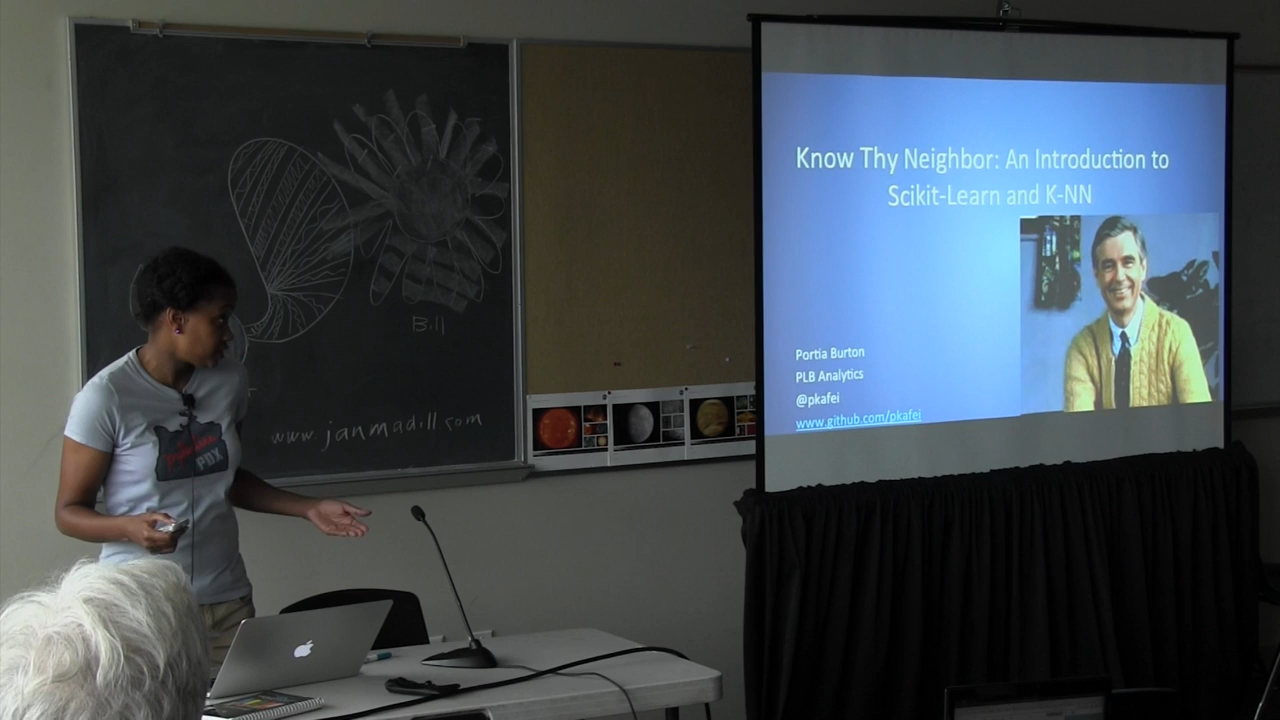 Bill
www.janmadill.com
PDX
Know Thy Neighbor: An Introduction to
Scikit-Learn and K-NN
Portia Burton
PLB Analytics
@pkafei
www.github.com/pkafei